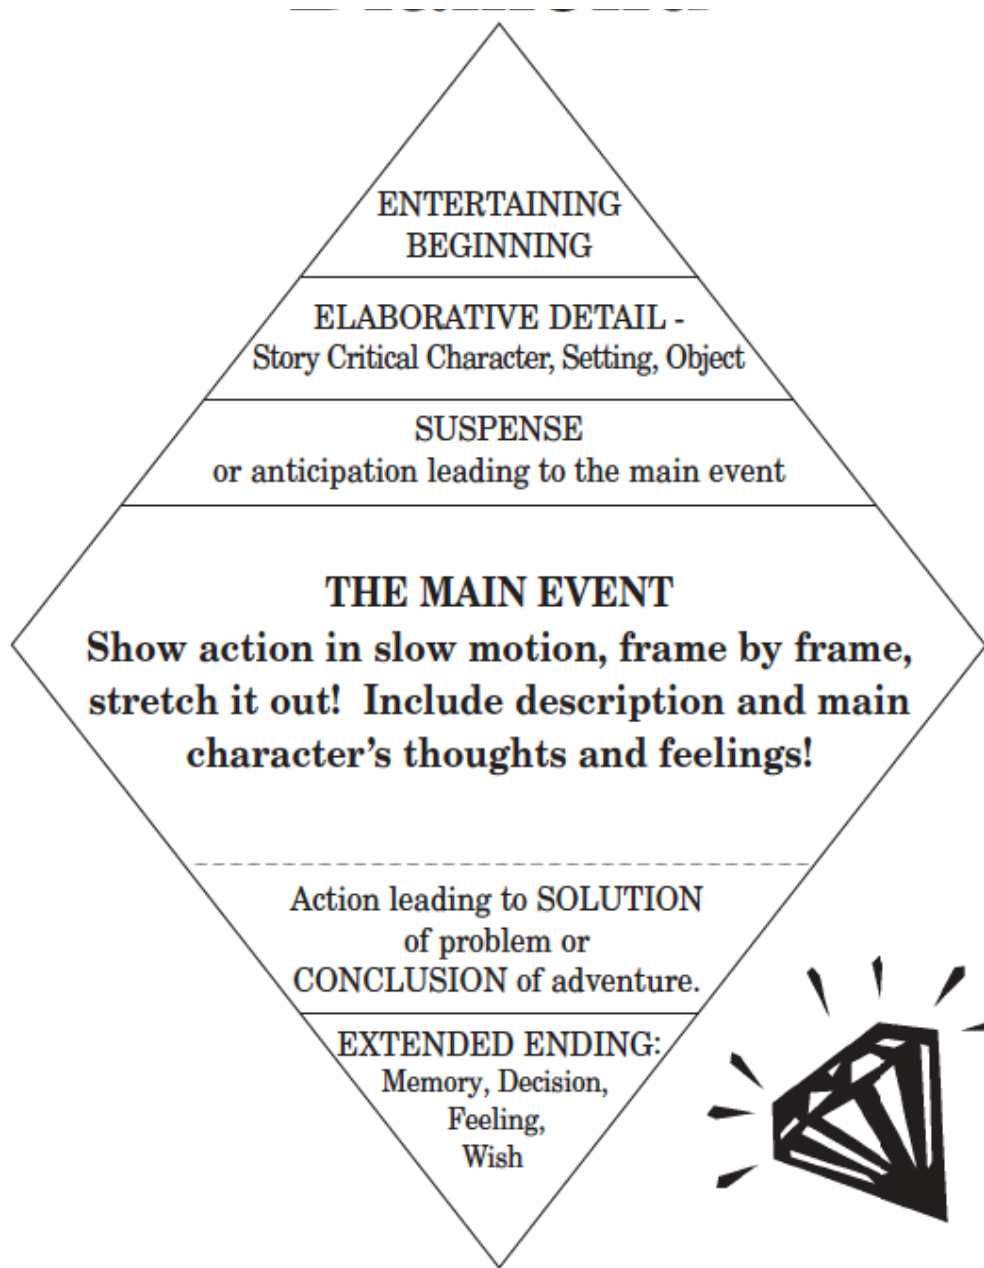 ENTERTAINING
BEGINNING
ELABORATIVE DETAIL -
Story Critical Character, Setting, Object
SUSPENSE
or anticipation leading to the main event
THE MAIN EVENT
Show action in slow motion, frame by frame,
stretch it out!  Include description and main
character’s thoughts and feelings!
Action leading to SOLUTION
of problem or
CONCLUSION of adventure.
EXTENDED ENDING:
Memory, Decision,
Feeling,
Wish